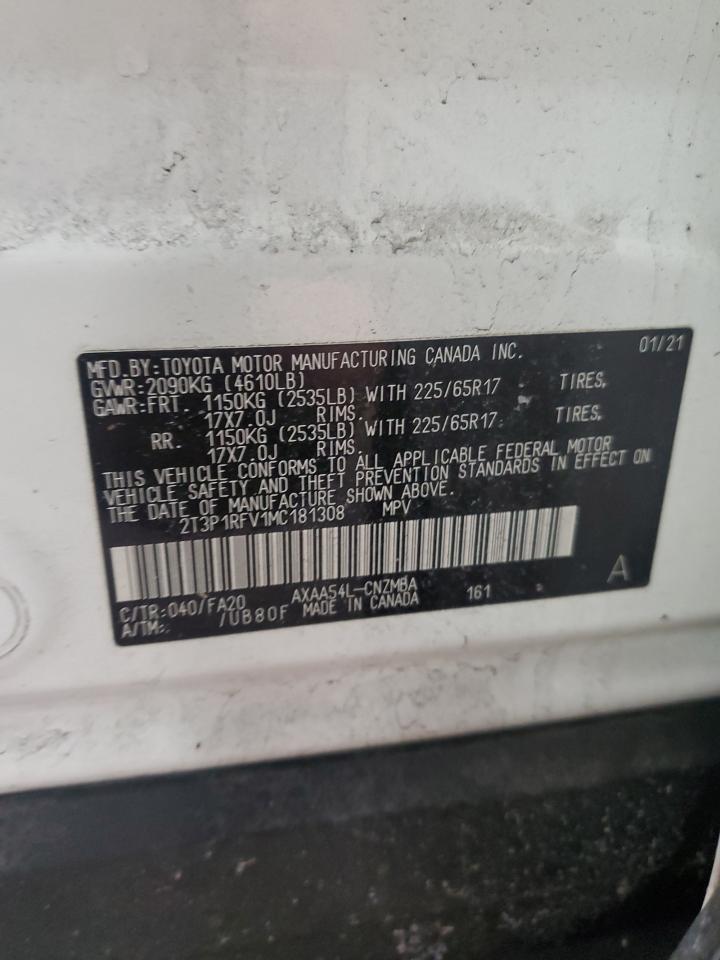 MFD.BY:TOYOTA MOTOR MANUFACTURING CANADA INC. 01/21
GVWR:2090KG (4610LB)
GAWR:FRT. 1150KG (2535LB) WITH 225/65R17 TIRES,
17X7.0J RIMS.
RR. 1150KG (2535LB) WITH 225/65R17 TIRES,
17X7.0J RIMS.
THIS VEHICLE CONFORMS TO ALL APPLICABLE FEDERAL MOTOR
VEHICLE SAFETY AND THEFT PREVENTION STANDARDS IN EFFECT ON
THE DATE OF MANUFACTURE SHOWN ABOVE.
2T3P1RFV1MC181308 MPV
C/TR:040/FA20 AXAA54L-CNZMBA 161 A
A/TM: /UB80F MADE IN CANADA